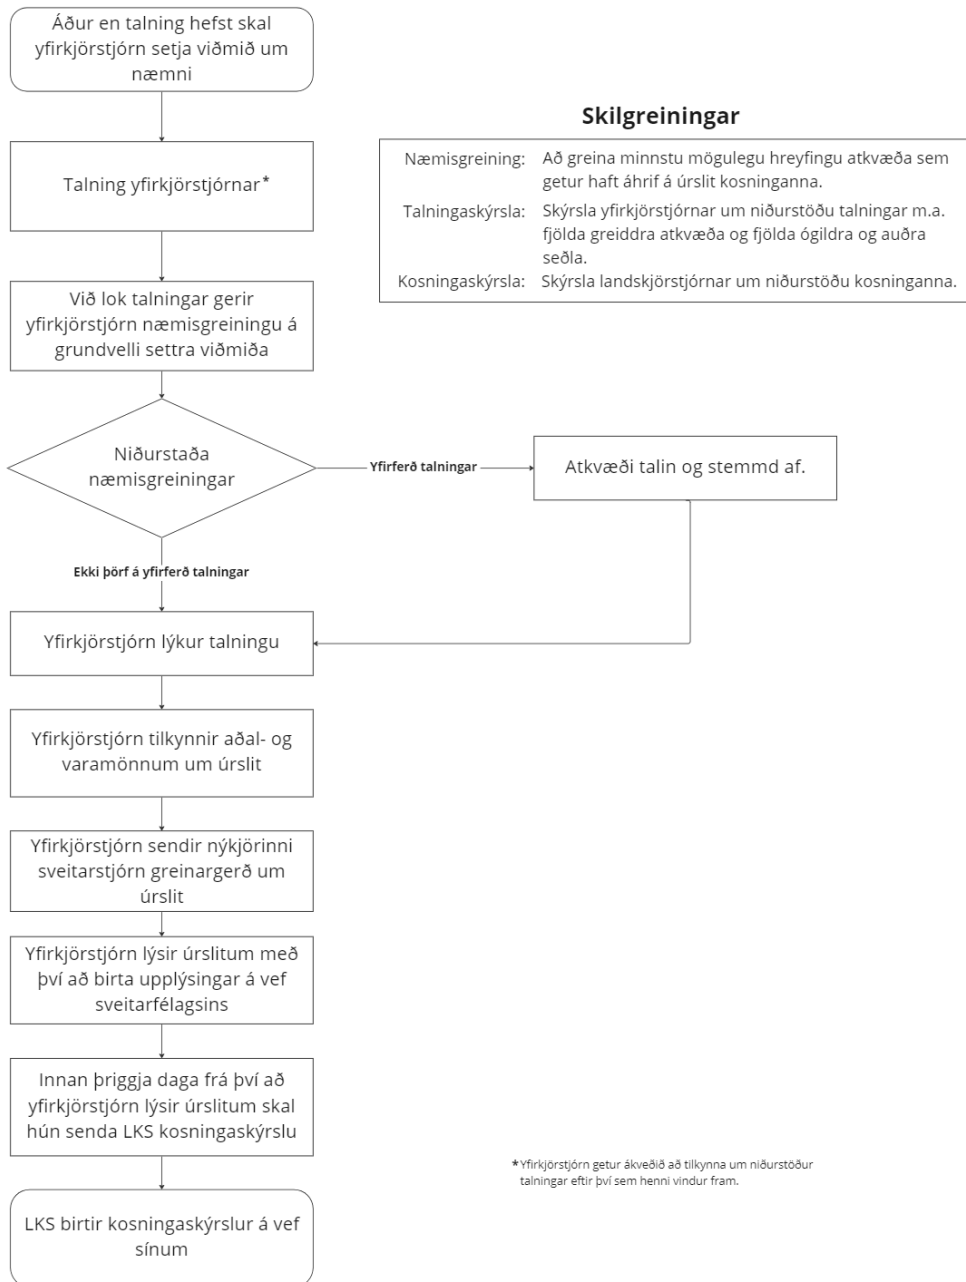 Áður en talning hefst skal
yfirkjörstjórn setja viðmið um
næmni
Talning yfirkjörstjórnar*
Við lok talningar gerir
yfirkjörstjórn næmisgreiningu á
grundvelli settra viðmiða
Niðurstaða
næmisgreiningar
Yfirferð talningar
Atkvæði talin og stemmd af.
Ekki þörf á yfirferð talningar
Yfirkjörstjórn lýkur talningu
Yfirkjörstjórn tilkynnir aðal- og
varamönnum um úrslit
Yfirkjörstjórn sendir nýkjörinni
sveitarstjórn greinargerð um
úrslit
Yfirkjörstjórn lýsir úrslitum með
því að birta upplýsingar á vef
sveitarfélagsins
Innan þriggja daga frá því að
yfirkjörstjórn lýsir úrslitum skal
hún senda LKS kosningaskýrslu
LKS birtir kosningaskýrslur á vef
sínum
Skilgreiningar
Næmisgreining: Að greina minnstu mögulegu hreyfingu atkvæða sem
getur haft áhrif á úrslit kosninganna.
Talningaskýrsla: Skýrsla yfirkjörstjórnar um niðurstöðu talningar m.a.
fjölda greiddra atkvæða og fjölda ógildra og auðra
seðla.
Kosningaskýrsla: Skýrsla landskjörstjórnar um niðurstöðu kosninganna.
*Yfirkjörstjórn getur ákveðið að tilkynna um niðurstöður
talningar eftir því sem henni vindur fram.